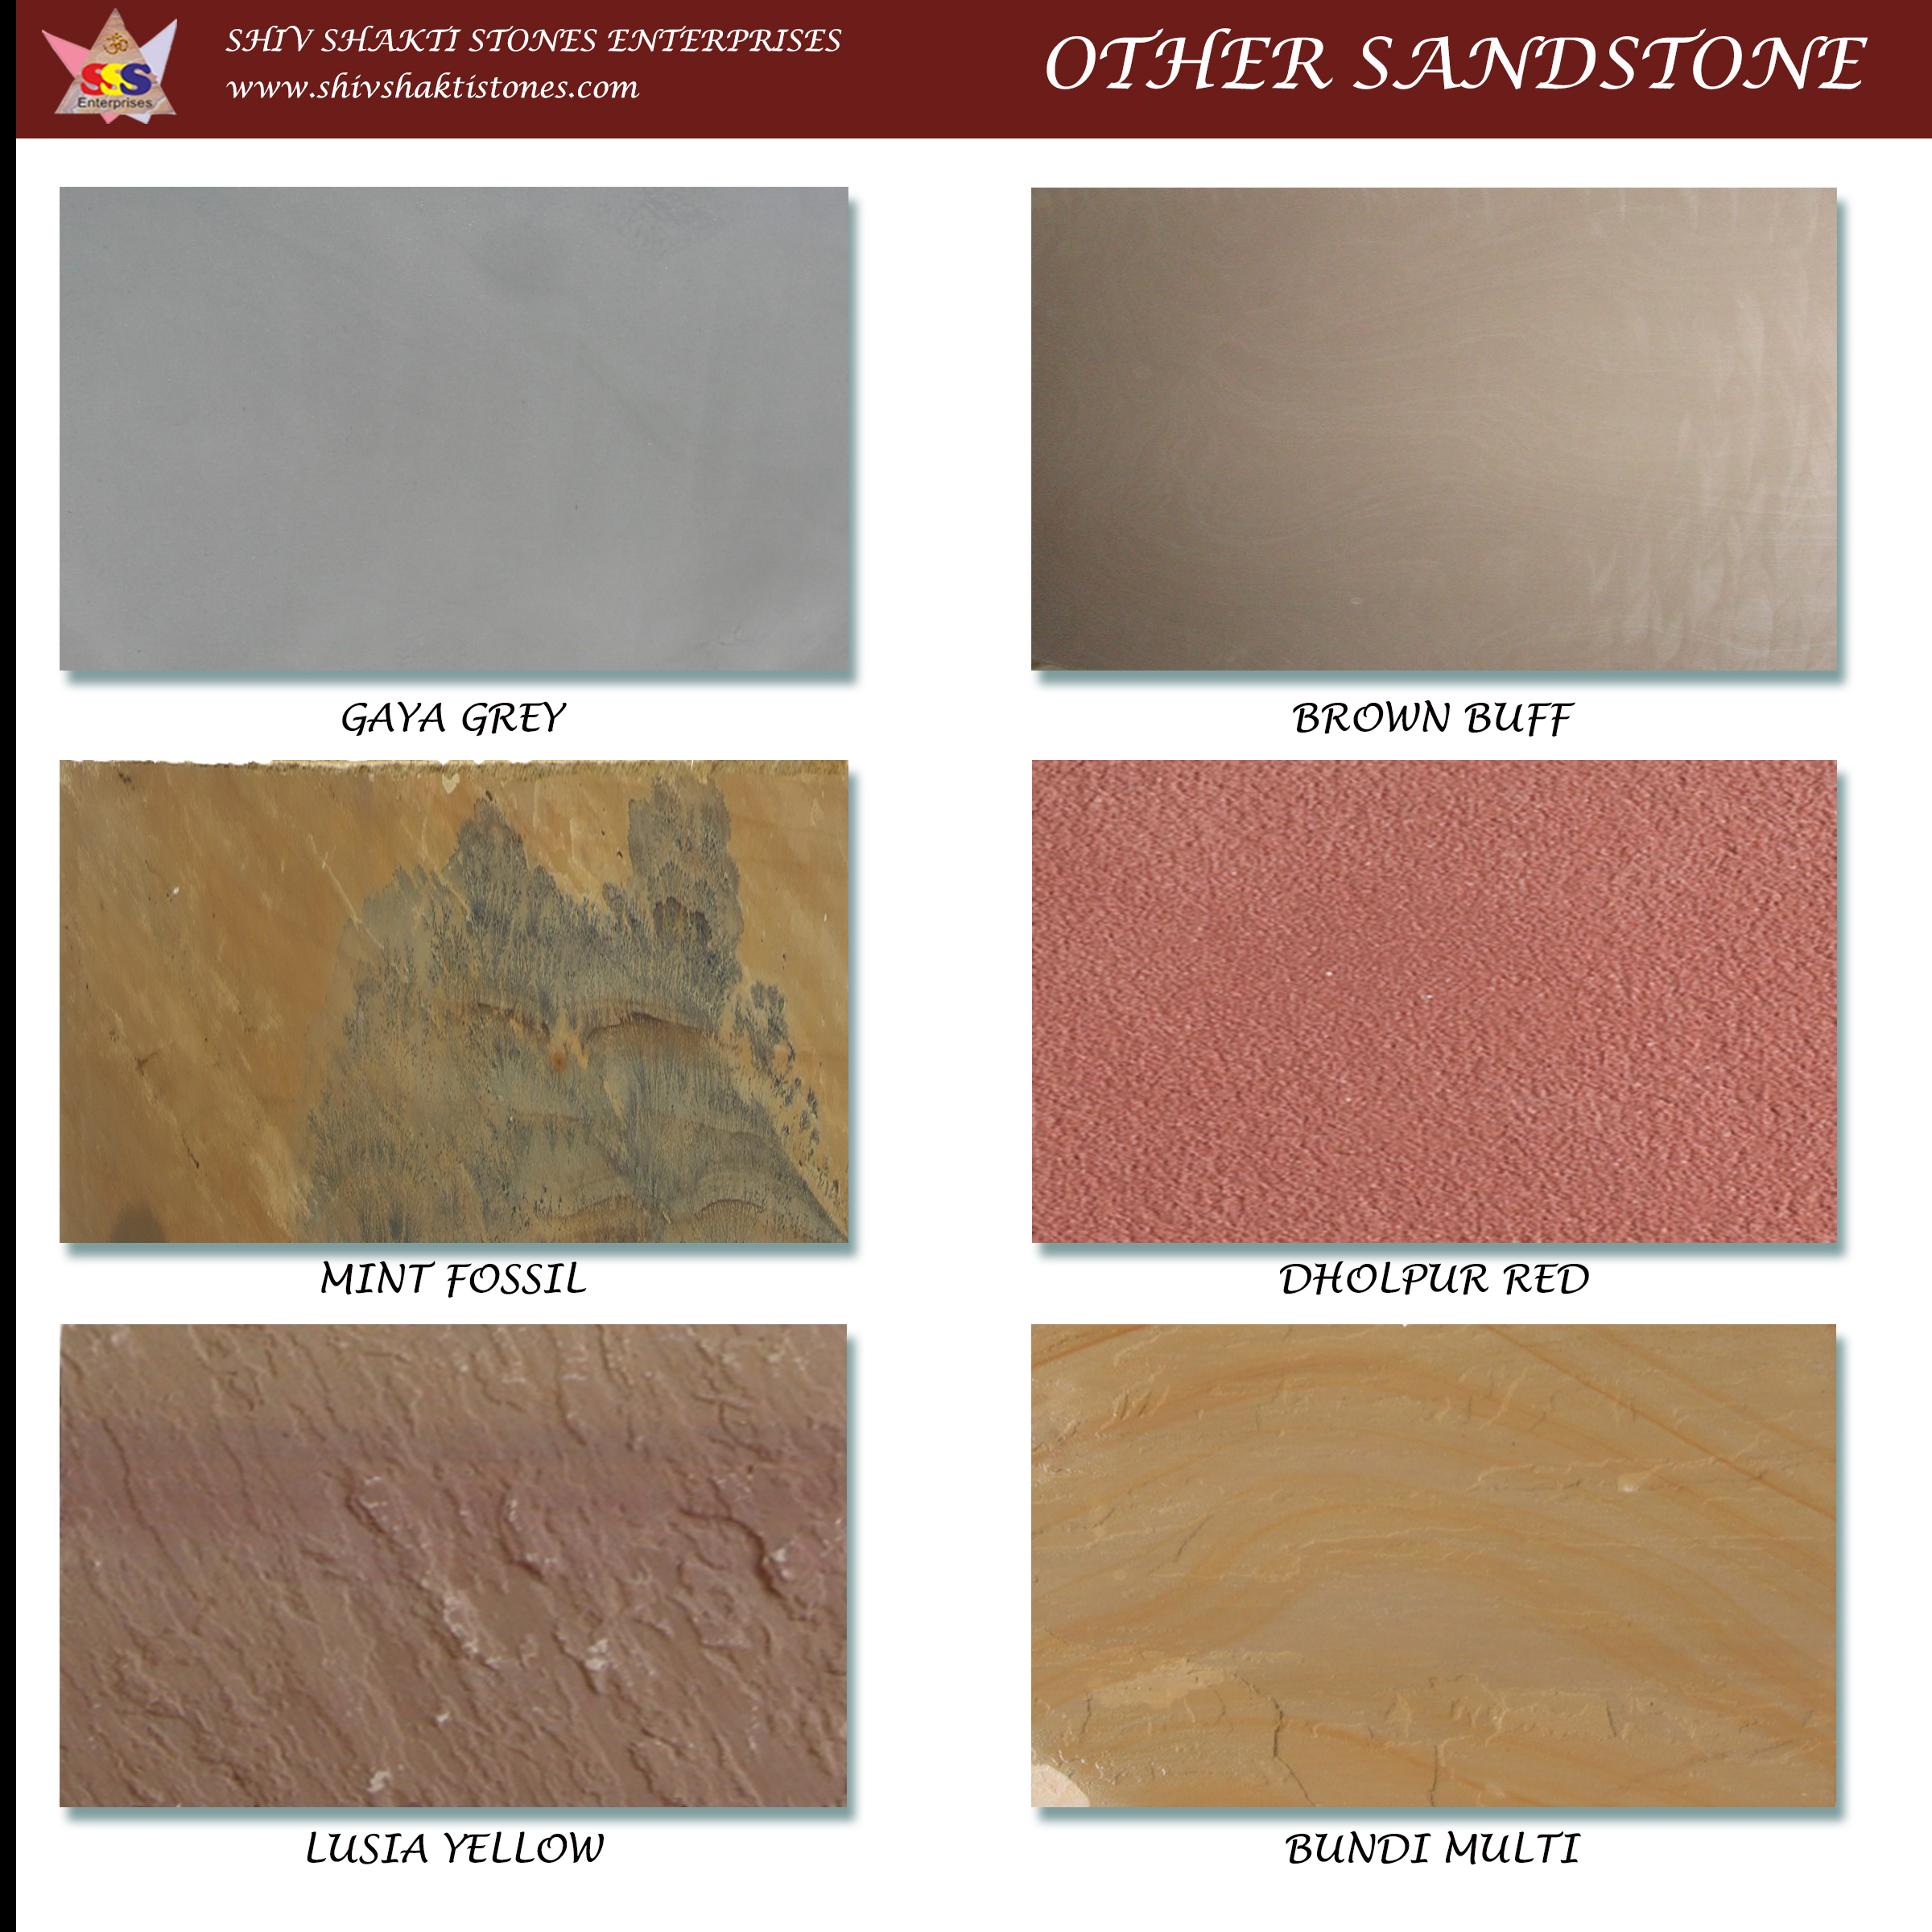 SSS
Enterprises
SHIV SHAKTI STONES ENTERPRISES
www.shivshaktistones.com
OTHER SANDSTONE
GAYA GREY
BROWN BUFF
MINT FOSSIL
DHOLPUR RED
LUSIA YELLOW
BUNDI MULTI